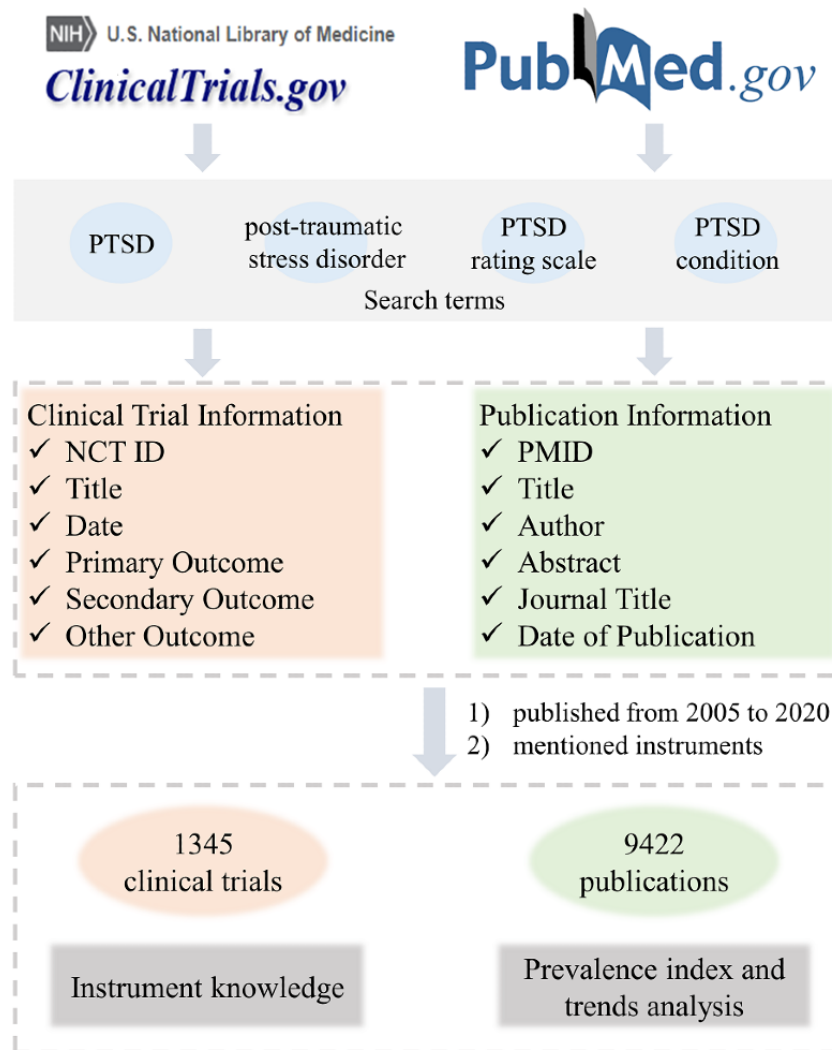 NIH U.S. National Library of Medicine
ClinicalTrials.gov
PubMed.gov
PTSD
post-traumatic
stress disorder
PTSD
rating scale
PTSD
condition
Search terms
Clinical Trial Information
✓ NCT ID
✓ Title
✓ Date
✓ Primary Outcome
✓ Secondary Outcome
✓ Other Outcome
Publication Information
✓ PMID
✓ Title
✓ Author
✓ Abstract
✓ Journal Title
✓ Date of Publication
1) published from 2005 to 2020
2) mentioned instruments
1345
clinical trials
9422
publications
Instrument knowledge
Prevalence index and
trends analysis